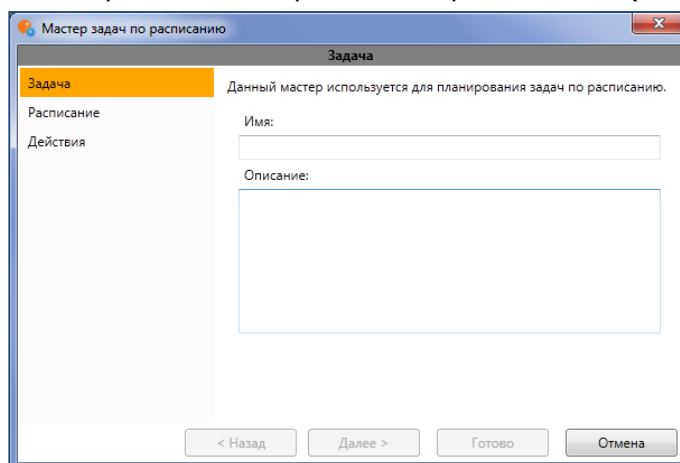 Мастер задач по расписанию
Задача
Задача
Данный мастер используется для планирования задач по расписанию.
Расписание
Имя:
Действия
Описание:
< Назад
Далее >
Готово
Отмена